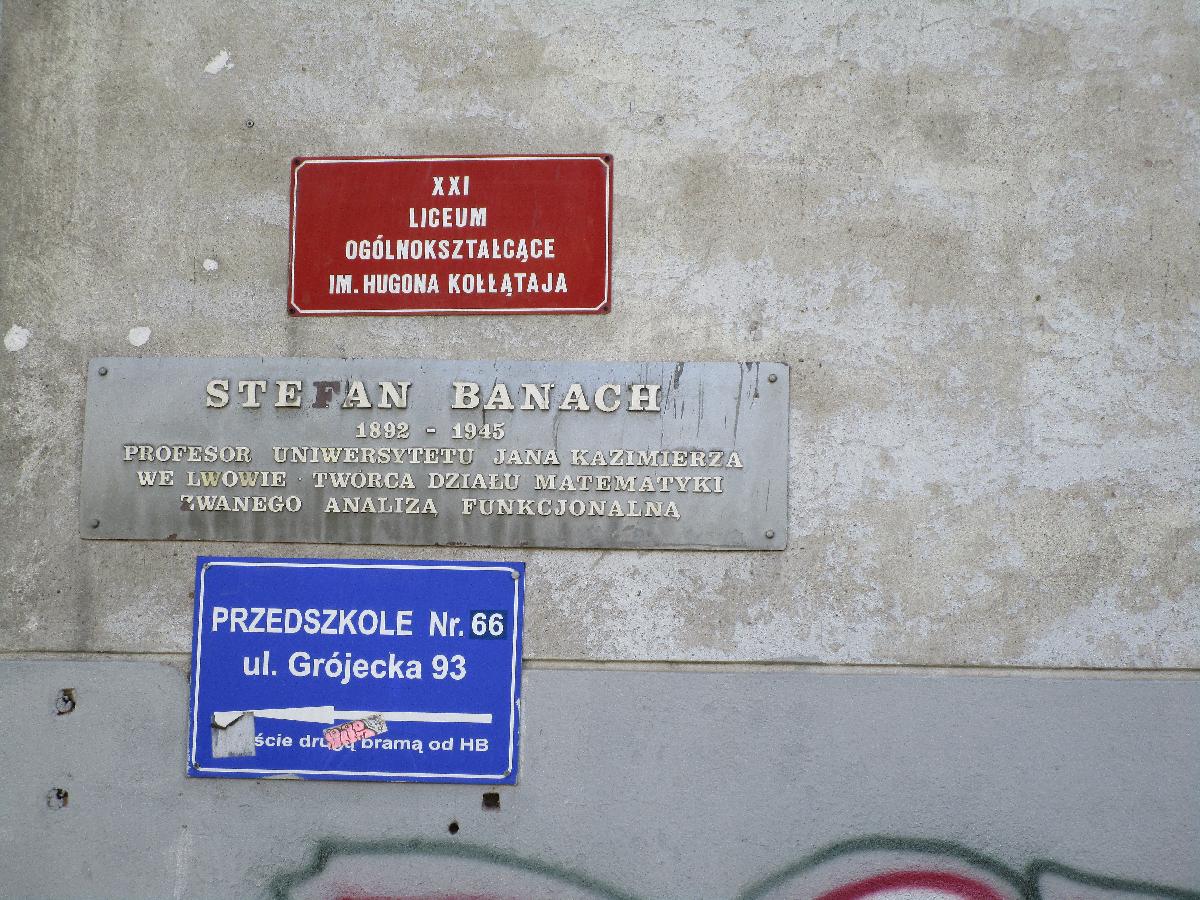 XXI
LICEUM
OGÓLNOKSZTAŁCĄCE
IM. HUGONA KOŁŁĄTAJA
STEFAN BANACH
1892 - 1945
PROFESOR UNIWERSYTETU JANA KAZIMIERZA
WE LWOWIE · TWÓRCA DZIAŁU MATEMATYKI
ZWANEGO ANALIZĄ FUNKCJONALNĄ
PRZEDSZKOLE Nr. 66
ul. Grójecka 93
drugą bramą od HB